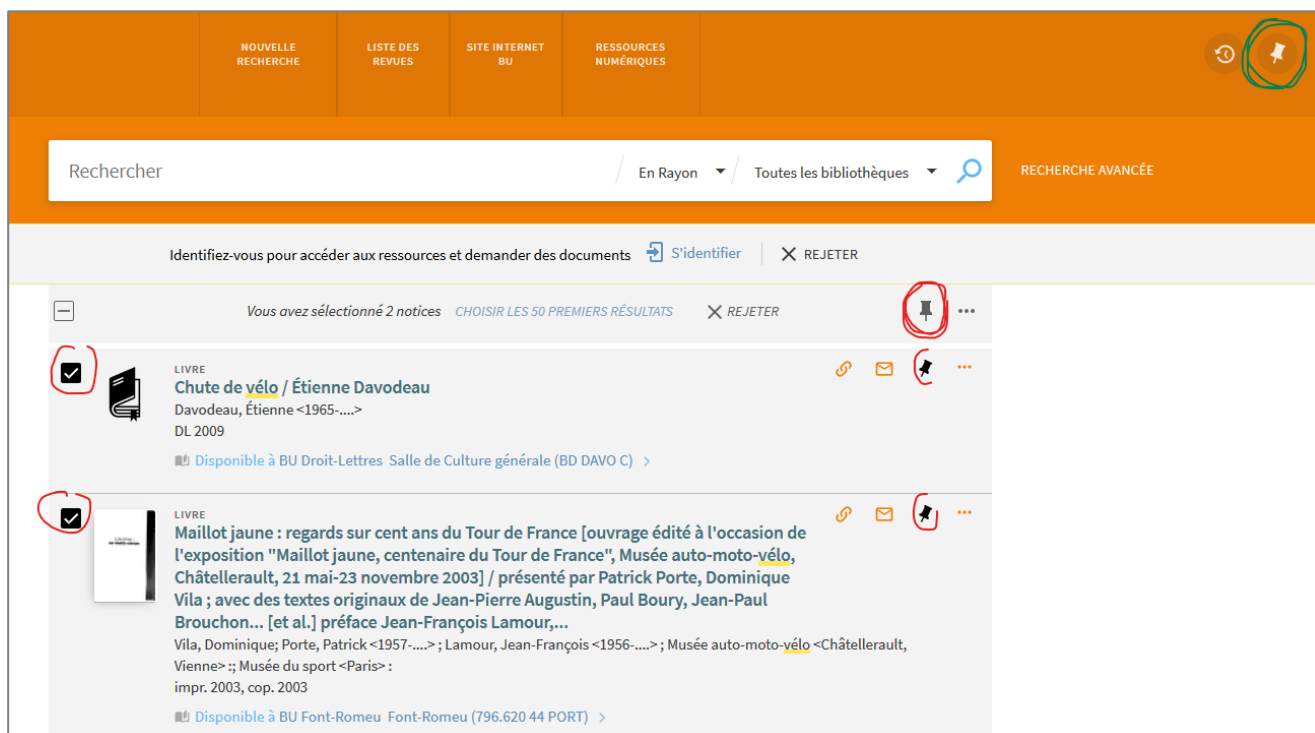 NOUVELLE
RECHERCHE
LISTE DES
REVUES
SITE INTERNET
BU
RESSOURCES
NUMÉRIQUES
Rechercher
En Rayon
Toutes les bibliothèques
RECHERCHE AVANCÉE
Identifiez-vous pour accéder aux ressources et demander des documents S'identifier REJETER
Vous avez sélectionné 2 notices CHOISIR LES 50 PREMIERS RÉSULTATS REJETER
LIVRE
Chute de vélo / Étienne Davodeau
Davodeau, Étienne <1965-....>
DL 2009
Disponible à BU Droit-Lettres Salle de Culture générale (BD DAVO C)
LIVRE
Maillot jaune : regards sur cent ans du Tour de France [ouvrage édité à l'occasion de
l'exposition "Maillot jaune, centenaire du Tour de France", Musée auto-moto-vélo,
Châtellerault, 21 mai-23 novembre 2003] / présenté par Patrick Porte, Dominique
Vila ; avec des textes originaux de Jean-Pierre Augustin, Paul Boury, Jean-Paul
Brouchon... [et al.] préface Jean-François Lamour,...
Vila, Dominique; Porte, Patrick <1957-....> ; Lamour, Jean-François <1956-....> ; Musée auto-moto-vélo <Châtellerault,
Vienne> :; Musée du sport <Paris> :
impr. 2003, cop. 2003
Disponible à BU Font-Romeu Font-Romeu (796.620 44 PORT)